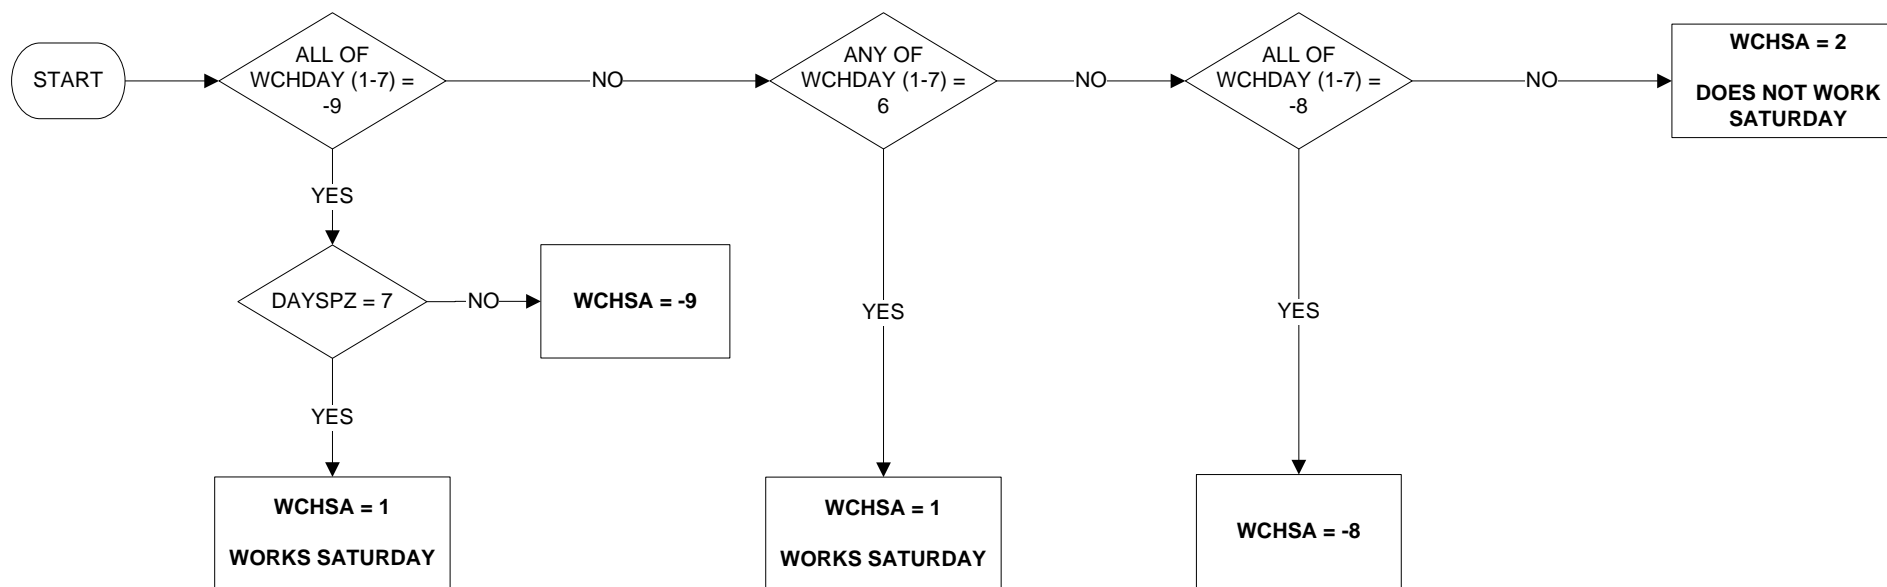 START
ALL OF
WCHDAY (1-7) =
-9
NO
ANY OF
WCHDAY (1-7) =
6
NO
ALL OF
WCHDAY (1-7) =
-8
NO
WCHSA = 2
DOES NOT WORK
SATURDAY
YES
DAYSPZ = 7
NO
WCHSA = -9
YES
YES
YES
WCHSA = 1
WORKS SATURDAY
WCHSA = 1
WORKS SATURDAY
WCHSA = -8